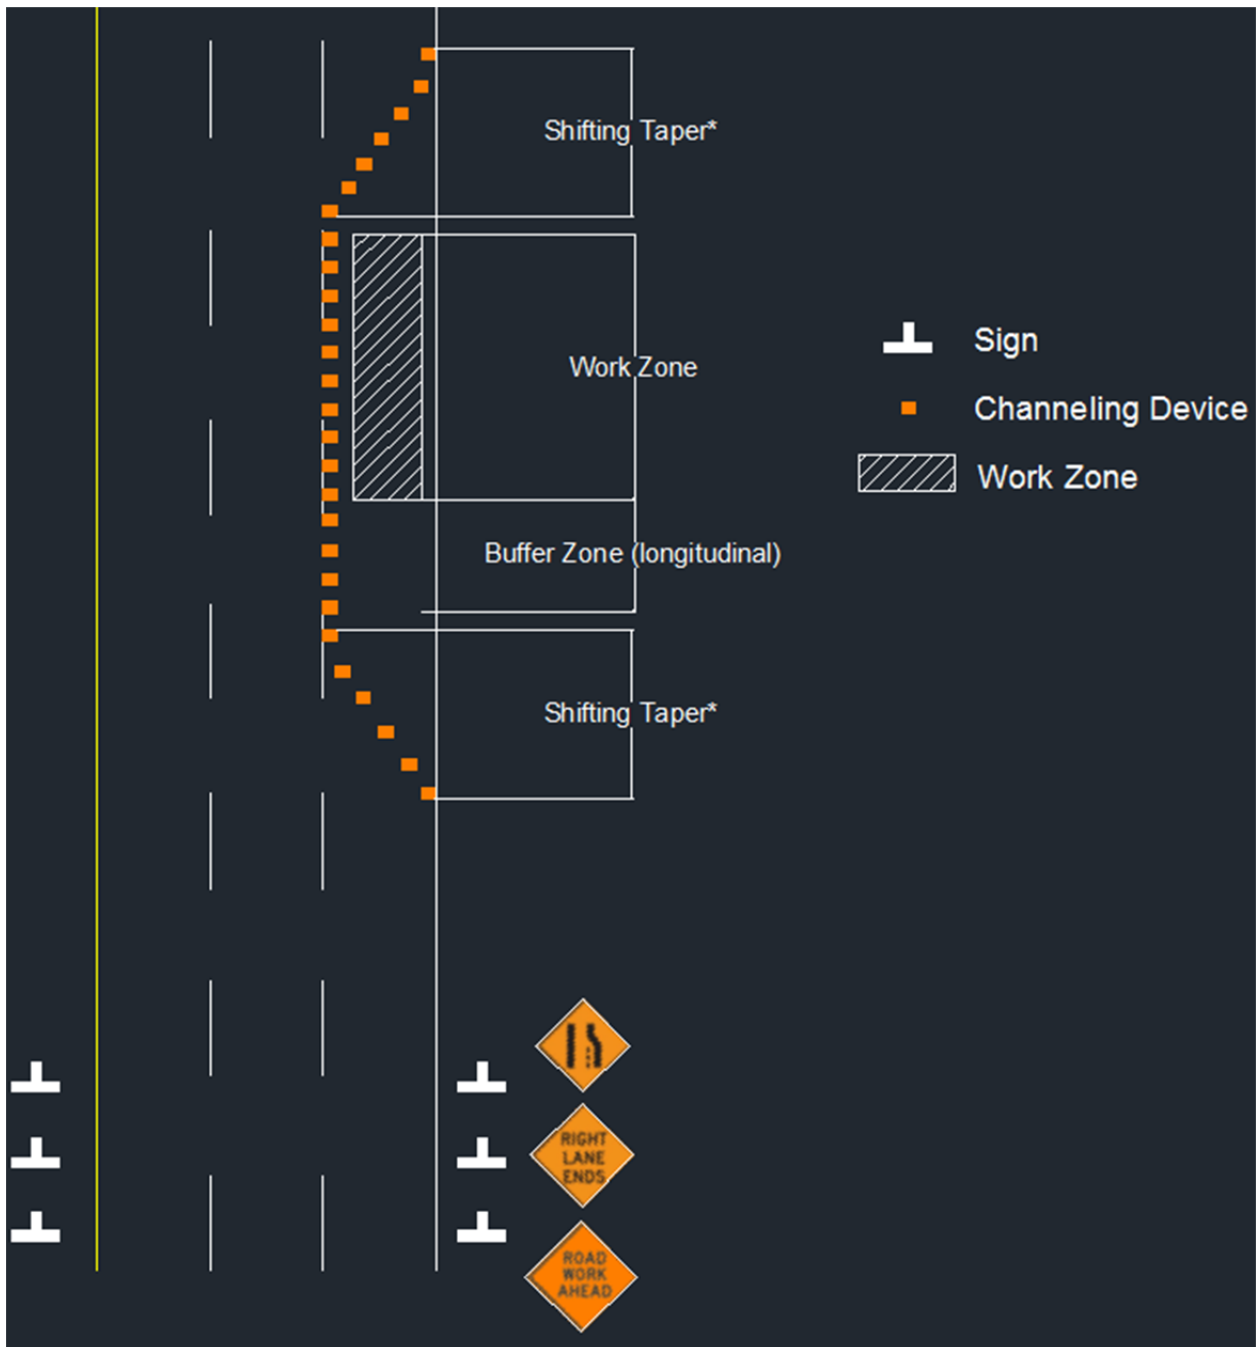 Shifting Taper*
Work Zone
Buffer Zone (longitudinal)
Shifting Taper*
Sign
Channeling Device
Work Zone
RIGHT
LANE
ENDS
ROAD
WORK
AHEAD